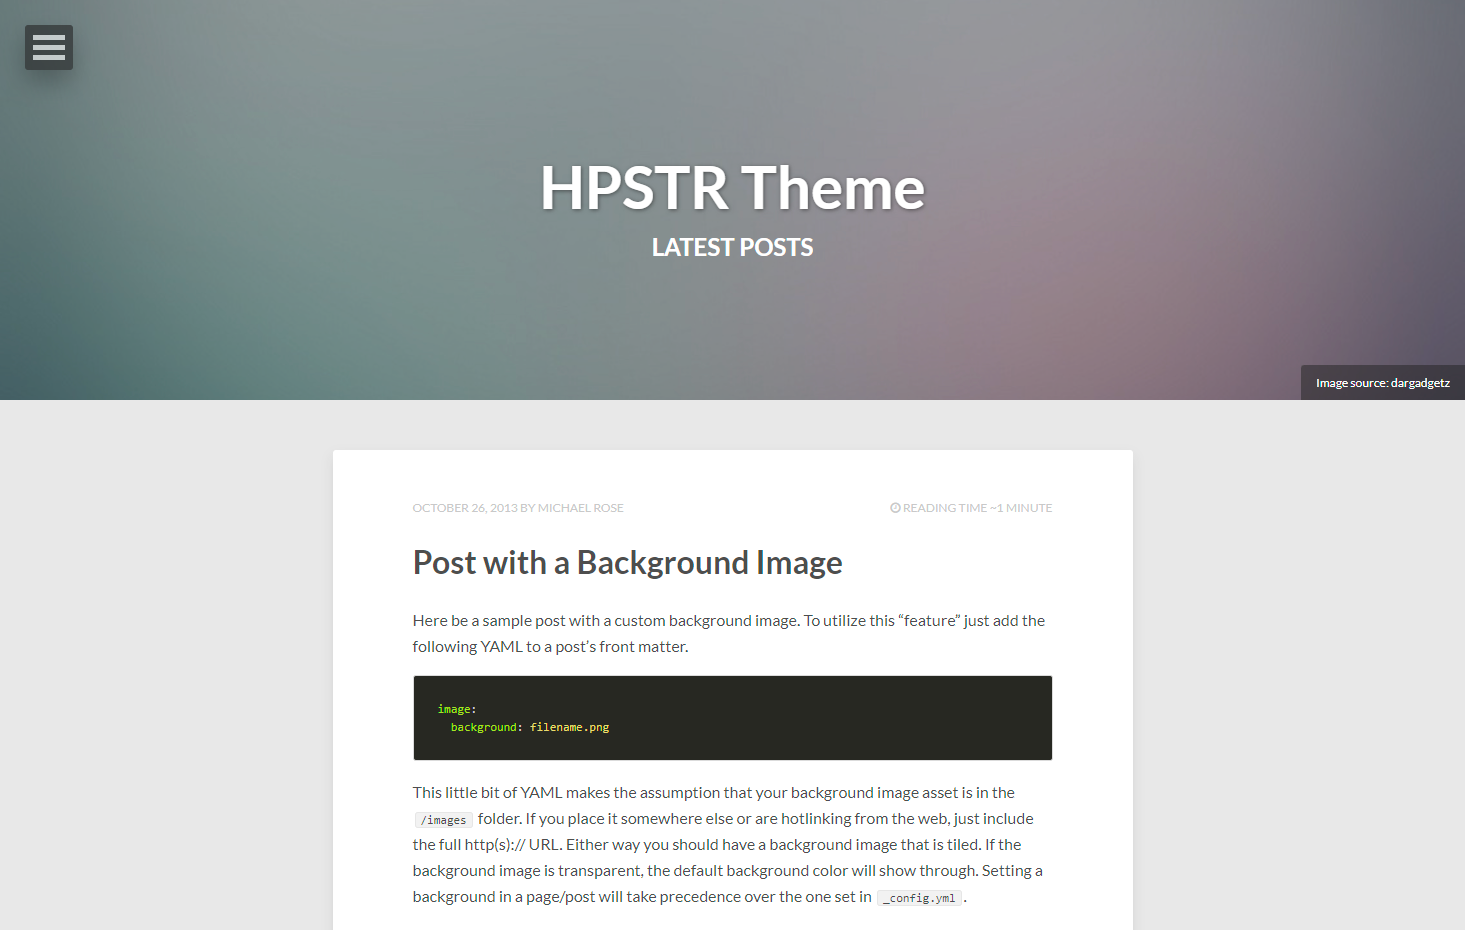 HPSTR Theme
LATEST POSTS
Image source: dargadgetz
OCTOBER 26, 2013 BY MICHAEL ROSE
READING TIME ~1 MINUTE
Post with a Background Image
Here be a sample post with a custom background image. To utilize this “feature” just add the
following YAML to a post’s front matter.
image:
  background: filename.png
This little bit of YAML makes the assumption that your background image asset is in the
/images folder. If you place it somewhere else or are hotlinking from the web, just include
the full http(s):// URL. Either way you should have a background image that is tiled. If the
background image is transparent, the default background color will show through. Setting a
background in a page/post will take precedence over the one set in _config.yml.